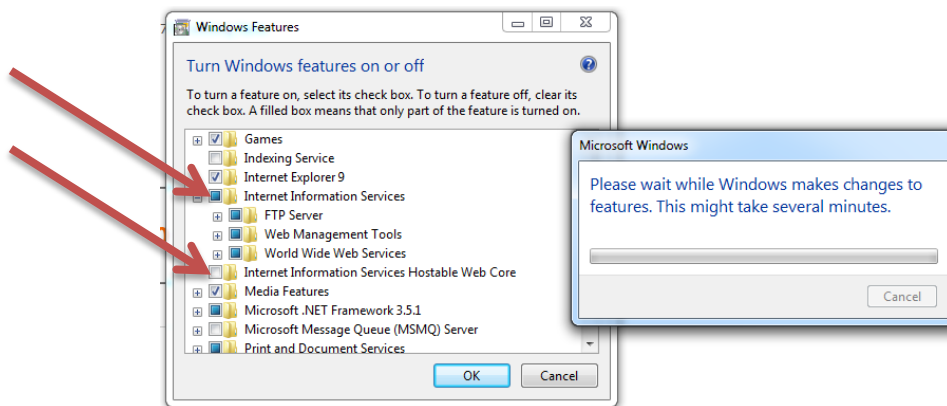 Windows Features
Turn Windows features on or off
To turn a feature on, select its check box. To turn a feature off, clear its
check box. A filled box means that only part of the feature is turned on.
Games
Indexing Service
Internet Explorer 9
Internet Information Services
FTP Server
Web Management Tools
World Wide Web Services
Internet Information Services Hostable Web Core
Media Features
Microsoft .NET Framework 3.5.1
Microsoft Message Queue (MSMQ) Server
Print and Document Services
OK
Cancel
Microsoft Windows
Please wait while Windows makes changes to
features. This might take several minutes.
Cancel